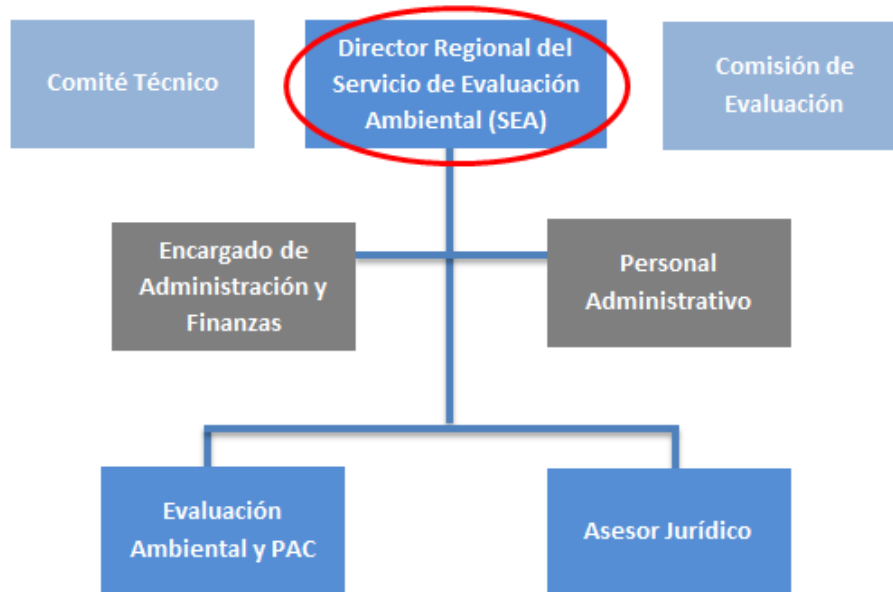 Comité Técnico
Director Regional del
Servicio de Evaluación
Ambiental (SEA)
Comisión de
Evaluación
Encargado de
Administración y
Finanzas
Personal
Administrativo
Evaluación
Ambiental y PAC
Asesor Jurídico